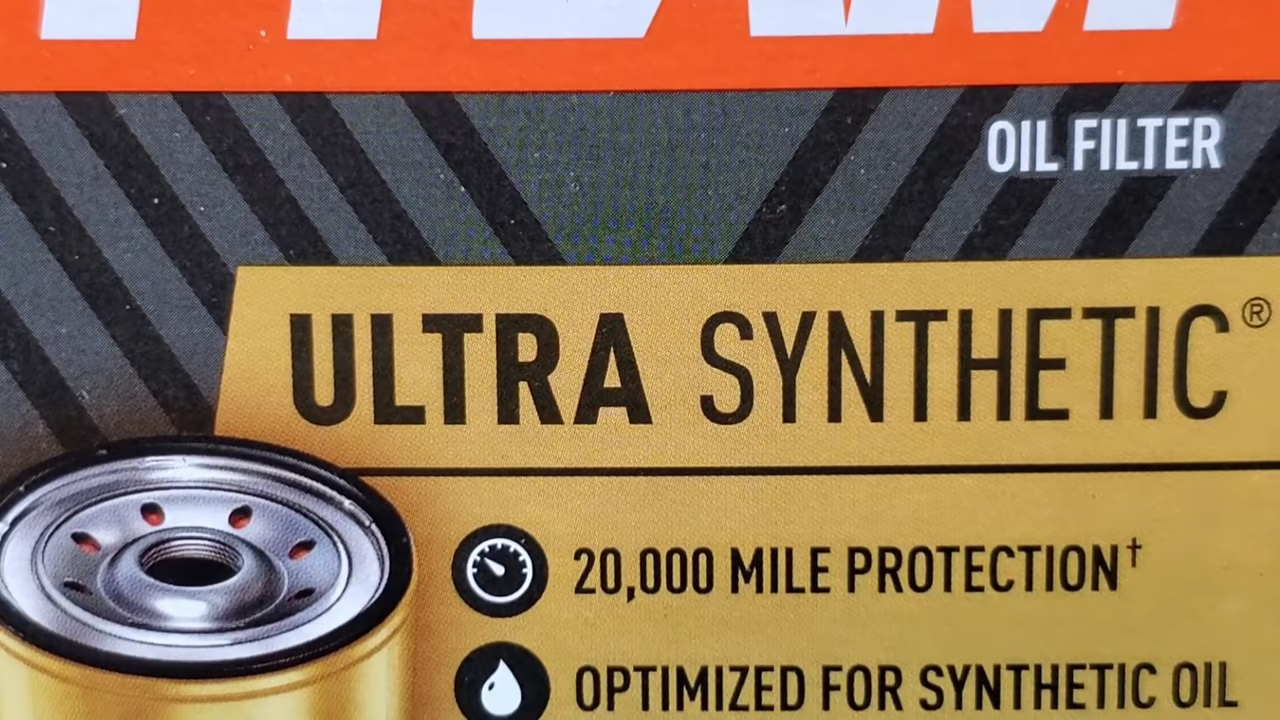 OIL FILTER
ULTRA SYNTHETIC®
20,000 MILE PROTECTION†
OPTIMIZED FOR SYNTHETIC OIL